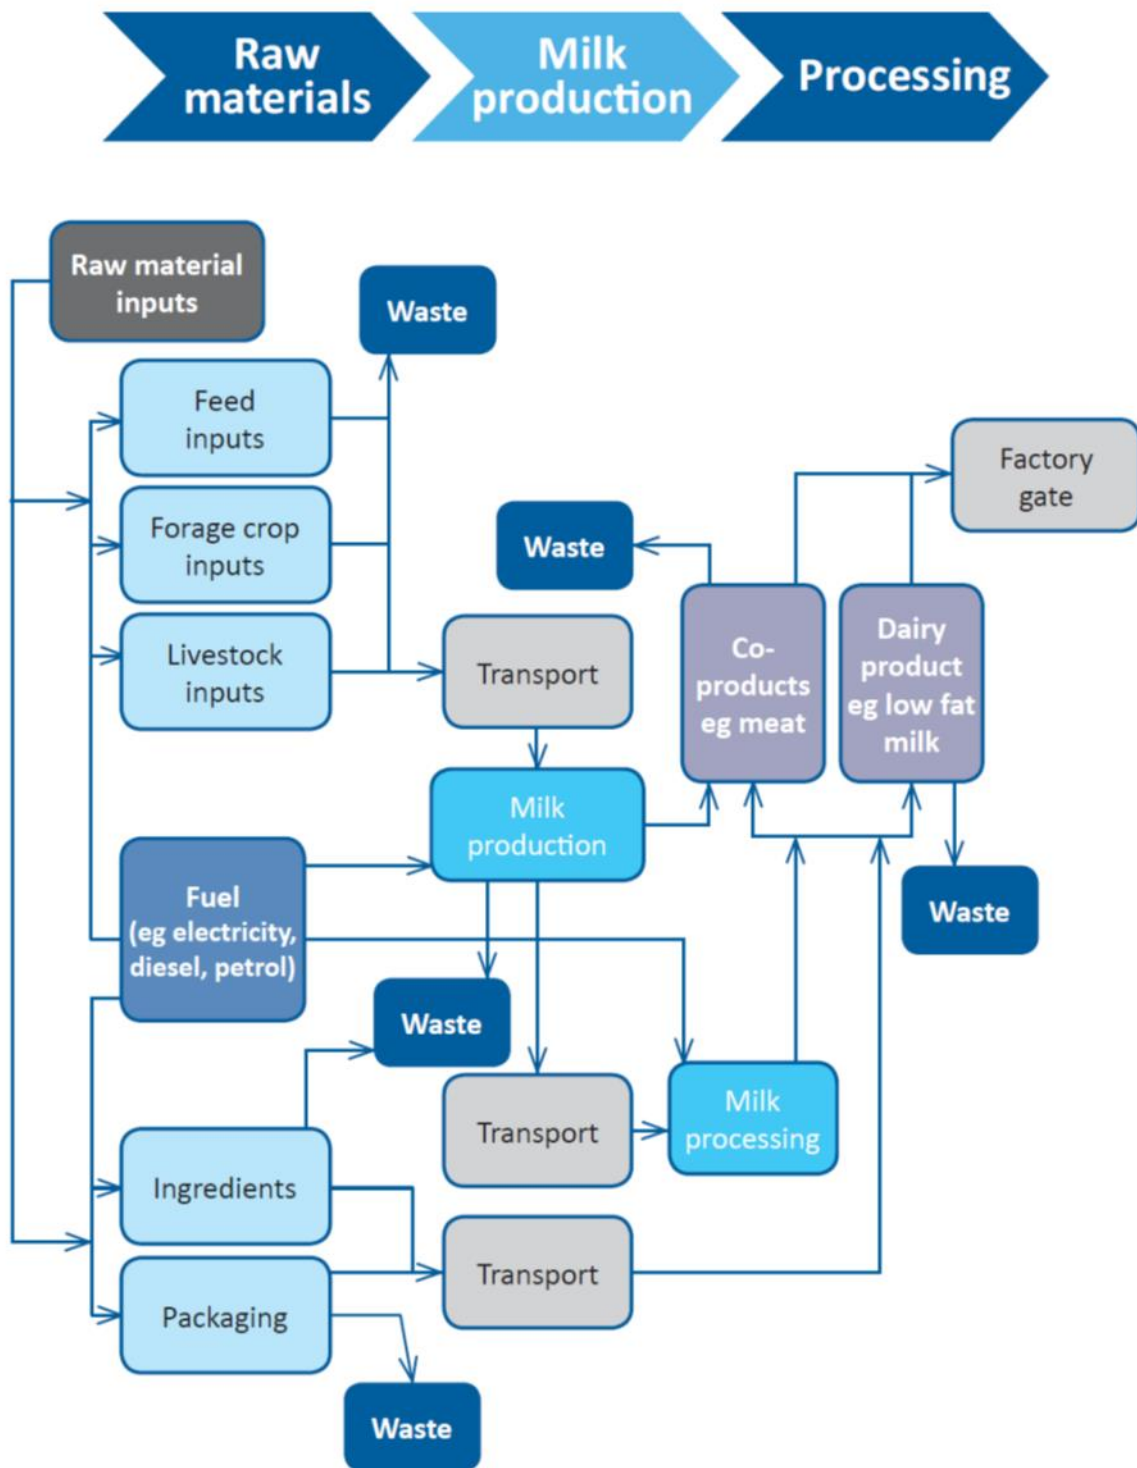 Raw
materials
Milk
production
Processing
Raw material
inputs
Waste
Feed
inputs
Factory
gate
Forage crop
inputs
Waste
Livestock
inputs
Transport
Co-
products
eg meat
Dairy
product
eg low fat
milk
Milk
production
Fuel
(eg electricity,
diesel, petrol)
Waste
Waste
Transport
Milk
processing
Ingredients
Transport
Packaging
Waste